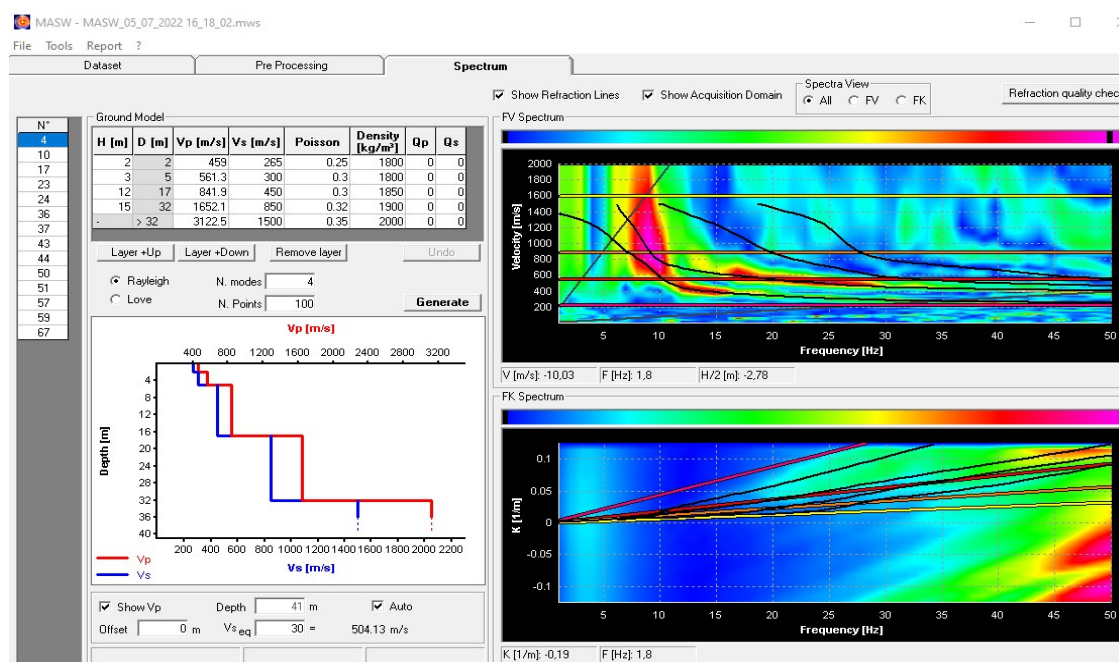 MASW - MASW_05_07_2022 16_18_02.mws
File Tools Report ?
Dataset Pre Processing Spectrum
Show Refraction Lines Show Acquisition Domain Spectra View All FV FK Refraction quality chec
N°
4
10
17
23
24
36
37
43
44
50
51
57
59
67
Ground Model
H [m] D [m] Vp [m/s] Vs [m/s] Poisson Density [kg/m³] Qp Qs
2 2 459 265 0.25 1800 0 0
3 5 561.3 300 0.3 1800 0 0
12 17 841.9 450 0.3 1850 0 0
15 32 1652.1 850 0.32 1900 0 0
- > 32 3122.5 1500 0.35 2000 0 0
Layer +Up Layer +Down Remove layer Undo
Rayleigh N. modes 4
Love N. Points 100 Generate
Vp [m/s]
400 800 1200 1600 2000 2400 2800 3200
Depth [m]
4
8
12
16
20
24
28
32
36
40
200 400 600 800 1000 1200 1400 1600 1800 2000 2200
Vs [m/s]
Vp
Vs
Show Vp Depth 41 m Auto
Offset 0 m Vs eq 30 = 504.13 m/s
FV Spectrum
Velocity [m/s]
2000
1800
1600
1400
1200
1000
800
600
400
200
5 10 15 20 25 30 35 40 45 50
Frequency [Hz]
V [m/s]: -10,03 F [Hz]: 1,8 H/2 [m]: -2,78
FK Spectrum
K [1/m]
0.1
0.05
0
-0.05
-0.1
5 10 15 20 25 30 35 40 45 50
Frequency [Hz]
K [1/m]: -0,19 F [Hz]: 1,8